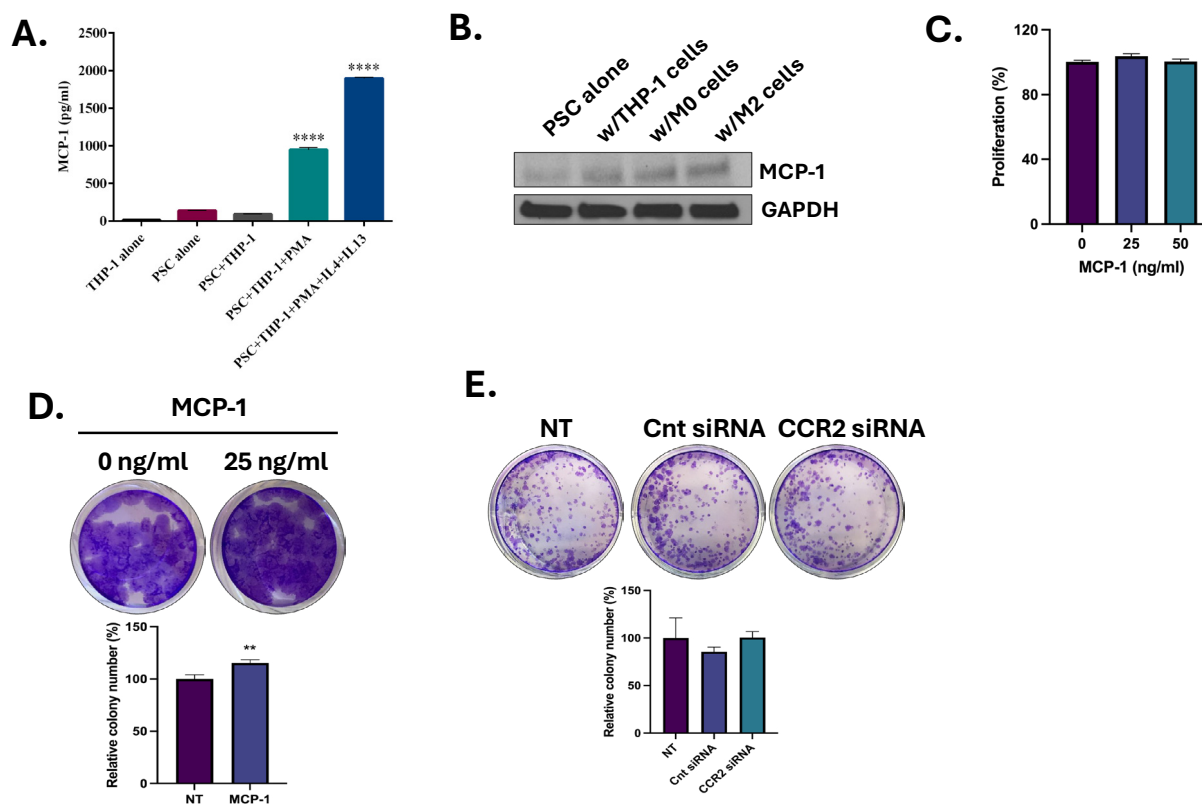 A.
MCP-1 (pg/ml)
2500
2000
1500
1000
500
0
****
****
THP-1 alone
PSC alone
PSC+THP-1
PSC+THP-1+PMA
PSC+THP-1+PMA+IL4+IL13
B.
PSC alone
w/THP-1 cells
w/M0 cells
w/M2 cells
MCP-1
GAPDH
C.
Proliferation (%)
120
80
40
0
0 25 50
MCP-1 (ng/ml)
D.
MCP-1
0 ng/ml 25 ng/ml
Relative colony number (%)
150
100
50
0
**
NT MCP-1
E.
NT Cnt siRNA CCR2 siRNA
Relative colony number (%)
150
100
50
0
NT
Cnt siRNA
CCR2 siRNA